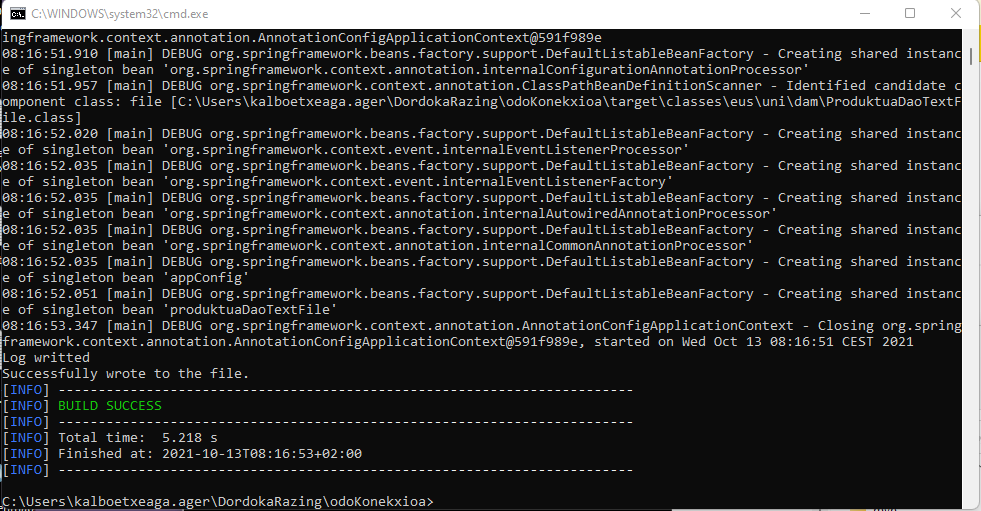 C:\WINDOWS\system32\cmd.exe
ingframework.context.annotation.AnnotationConfigApplicationContext@591f989e
08:16:51.910 [main] DEBUG org.springframework.beans.factory.support.DefaultListableBeanFactory - Creating shared instanc
e of singleton bean 'org.springframework.context.annotation.internalConfigurationAnnotationProcessor'
08:16:51.957 [main] DEBUG org.springframework.context.annotation.ClassPathBeanDefinitionScanner - Identified candidate c
omponent class: file [C:\Users\kalboetxeaga.ager\DordokaRazing\odoKonekxioa\target\classes\eus\uni\dam\ProduktuaDaoTextF
ile.class]
08:16:52.020 [main] DEBUG org.springframework.beans.factory.support.DefaultListableBeanFactory - Creating shared instanc
e of singleton bean 'org.springframework.context.event.internalEventListenerProcessor'
08:16:52.035 [main] DEBUG org.springframework.beans.factory.support.DefaultListableBeanFactory - Creating shared instanc
e of singleton bean 'org.springframework.context.event.internalEventListenerFactory'
08:16:52.035 [main] DEBUG org.springframework.beans.factory.support.DefaultListableBeanFactory - Creating shared instanc
e of singleton bean 'org.springframework.context.annotation.internalAutowiredAnnotationProcessor'
08:16:52.035 [main] DEBUG org.springframework.beans.factory.support.DefaultListableBeanFactory - Creating shared instanc
e of singleton bean 'org.springframework.context.annotation.internalCommonAnnotationProcessor'
08:16:52.035 [main] DEBUG org.springframework.beans.factory.support.DefaultListableBeanFactory - Creating shared instanc
e of singleton bean 'appConfig'
08:16:52.051 [main] DEBUG org.springframework.beans.factory.support.DefaultListableBeanFactory - Creating shared instanc
e of singleton bean 'produktuaDaoTextFile'
08:16:53.347 [main] DEBUG org.springframework.context.annotation.AnnotationConfigApplicationContext - Closing org.spring
framework.context.annotation.AnnotationConfigApplicationContext@591f989e, started on Wed Oct 13 08:16:51 CEST 2021
Log writted
Successfully wrote to the file.
[INFO] ------------------------------------------------------------------------
[INFO] BUILD SUCCESS
[INFO] ------------------------------------------------------------------------
[INFO] Total time:  5.218 s
[INFO] Finished at: 2021-10-13T08:16:53+02:00
[INFO] ------------------------------------------------------------------------
C:\Users\kalboetxeaga.ager\DordokaRazing\odoKonekxioa>